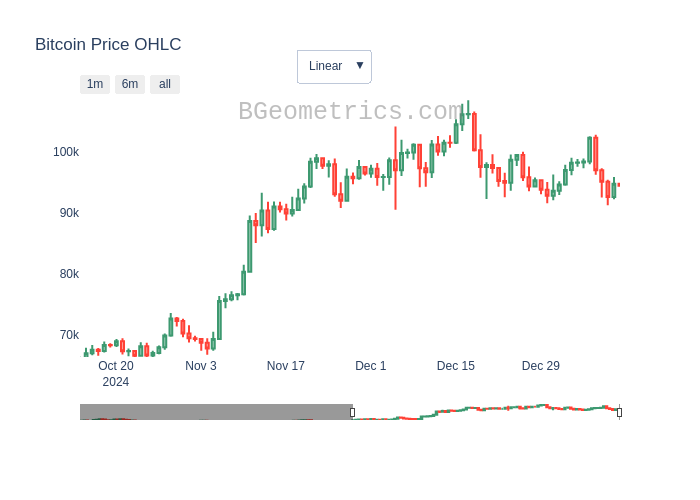 Bitcoin Price OHLC
Linear ▼
1m 6m all
BGeometrics.com
100k
90k
80k
70k
Oct 20 Nov 3 Nov 17 Dec 1 Dec 15 Dec 29
2024